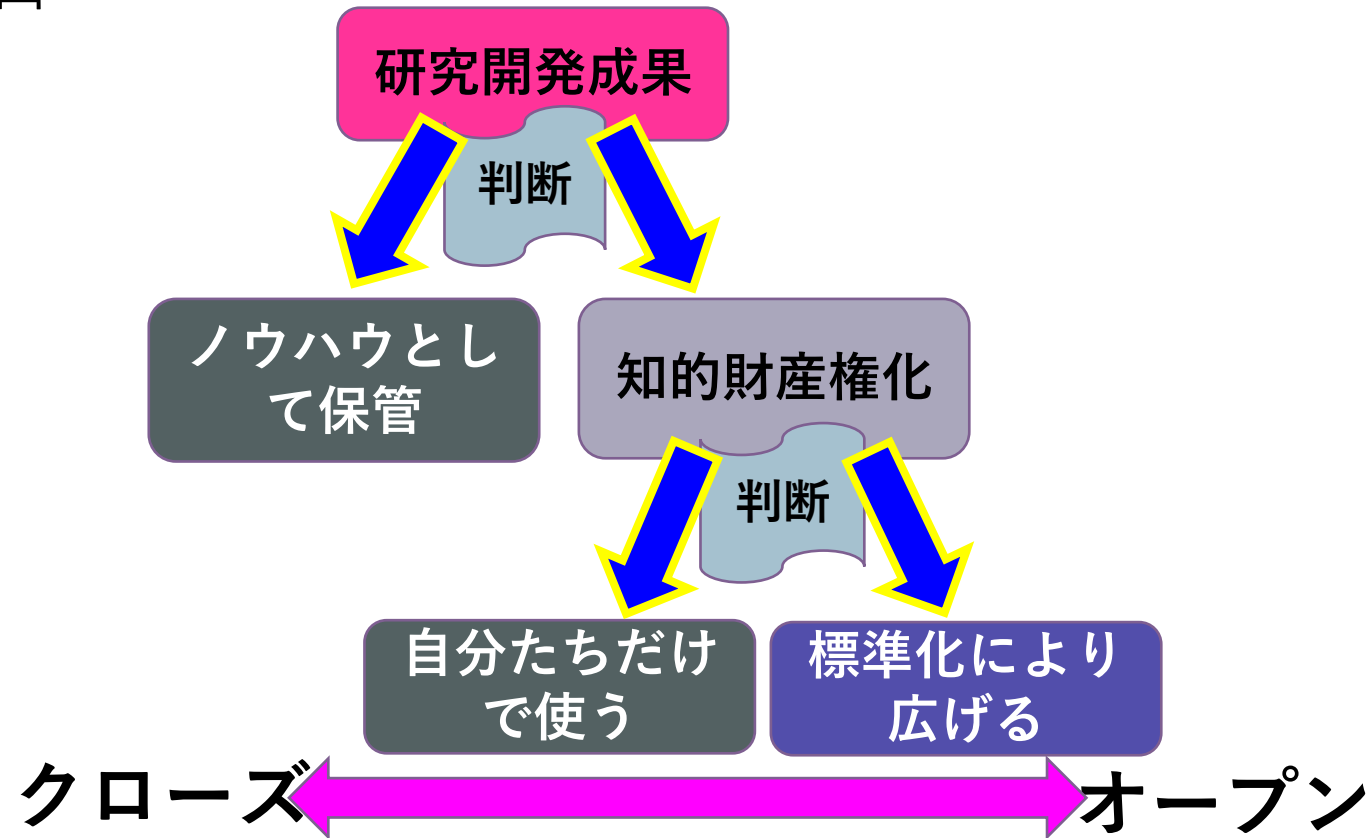 研究開発成果
判断
ノウハウとし
て保管
知的財産権化
判断
自分たちだけ
で使う
標準化により
広げる
クローズ
オープン